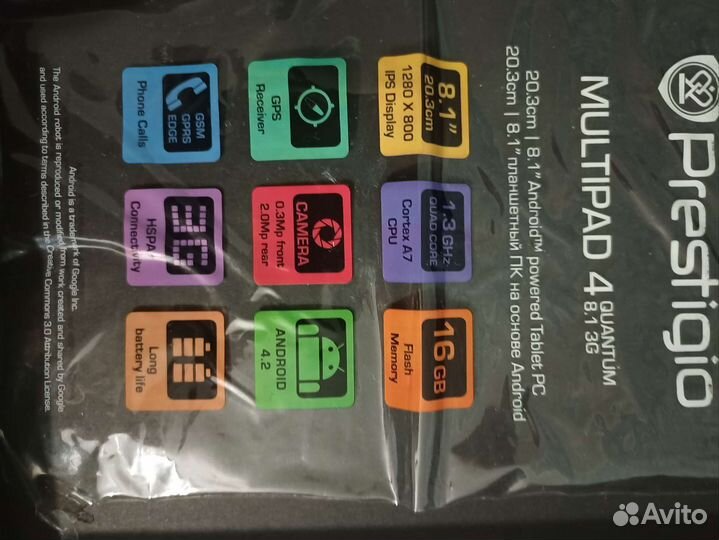 Prestigio
MULTIPAD 4 QUANTUM
8.1 3G
20.3cm | 8.1" Android™ powered Tablet PC
20.3cm | 8.1" планшетный ПК на основе Android
8.1"
20.3cm
1280 X 800
IPS Display
1.3 GHz
QUAD CORE
Cortex A7
CPU
16 GB
Flash
Memory
GPS
Receiver
CAMERA
0.3Mp front
2.0Mp rear
ANDROID
4.2
GSM
GPRS
EDGE
Phone Calls
3G
HSPA+
Connectivity
Long
battery life
Android is a trademark of Google Inc.
The Android robot is reproduced or modified from work created and shared by Google
and used according to terms described in the Creative Commons 3.0 Attribution License.
Avito